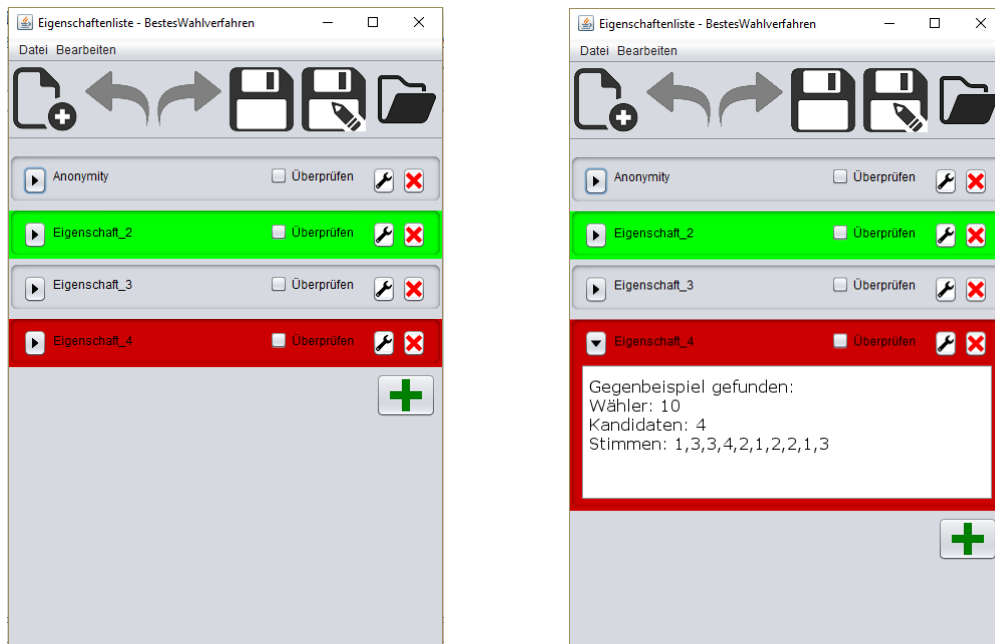 Eigenschaftenliste - BestesWahlverfahren
Datei Bearbeiten
Anonymity Überprüfen
Eigenschaft_2 Überprüfen
Eigenschaft_3 Überprüfen
Eigenschaft_4 Überprüfen
Eigenschaftenliste - BestesWahlverfahren
Datei Bearbeiten
Anonymity Überprüfen
Eigenschaft_2 Überprüfen
Eigenschaft_3 Überprüfen
Eigenschaft_4 Überprüfen
Gegenbeispiel gefunden:
Wähler: 10
Kandidaten: 4
Stimmen: 1,3,3,4,2,1,2,2,1,3